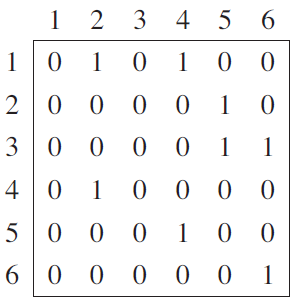 1 2 3 4 5 6
1 0 1 0 1 0 0
2 0 0 0 0 1 0
3 0 0 0 0 1 1
4 0 1 0 0 0 0
5 0 0 0 1 0 0
6 0 0 0 0 0 1